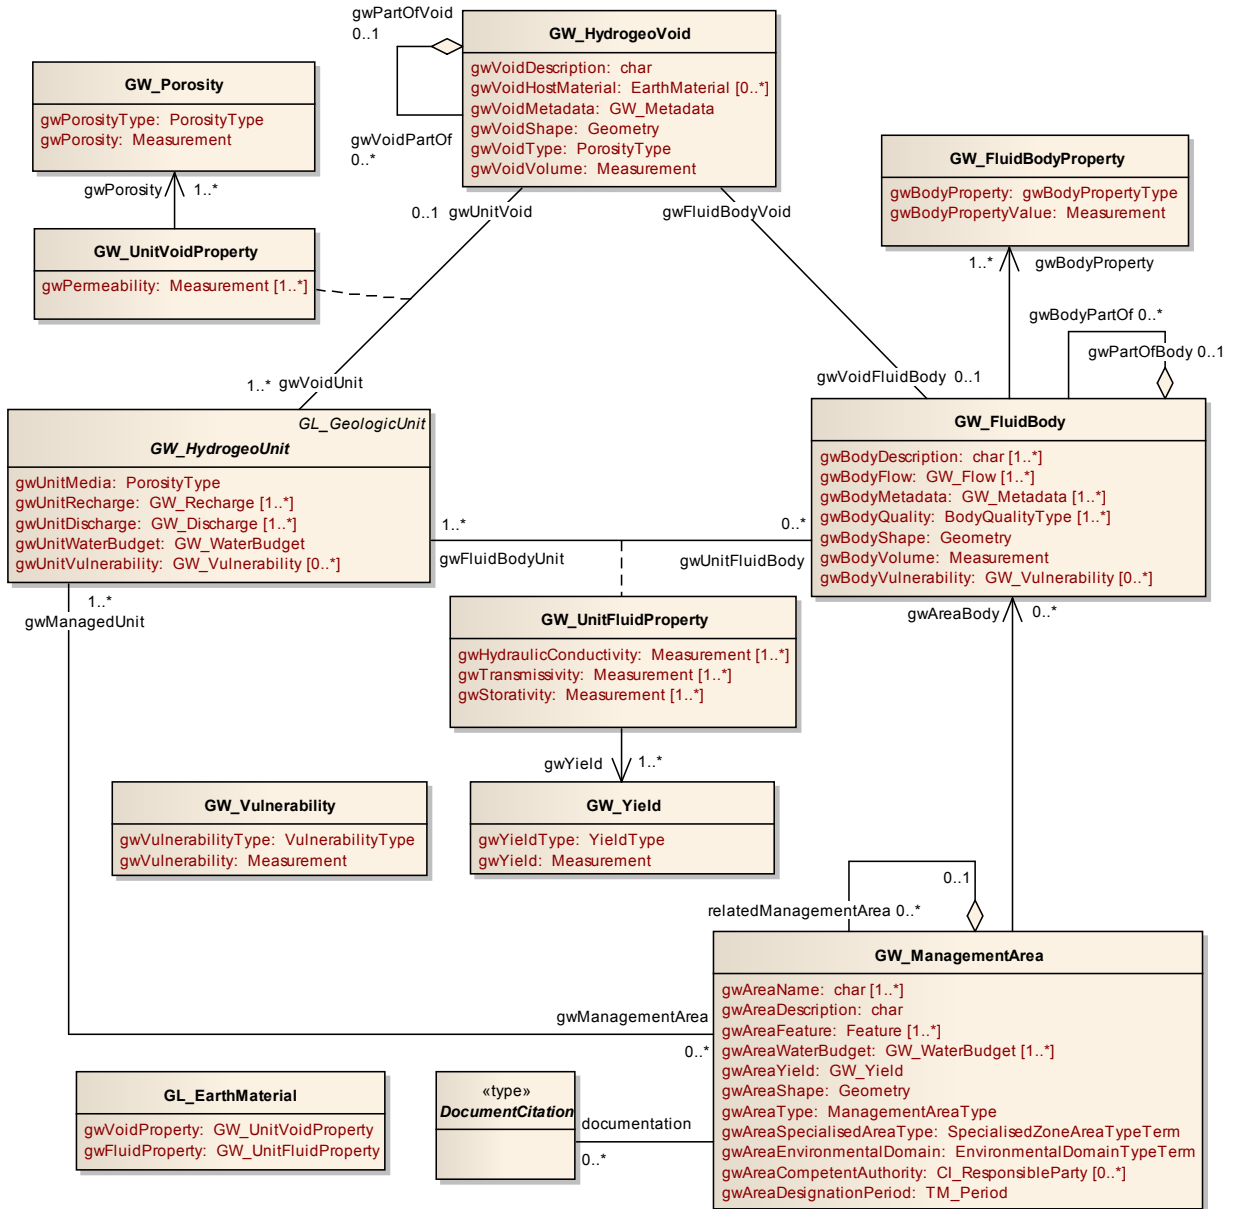 gwPartOfVoid
0..1
GW_HydrogeoVoid
gwVoidDescription: char
gwVoidHostMaterial: EarthMaterial [0..*]
gwVoidMetadata: GW_Metadata
gwVoidShape: Geometry
gwVoidType: PorosityType
gwVoidVolume: Measurement
gwVoidPartOf
0..*
GW_Porosity
gwPorosityType: PorosityType
gwPorosity: Measurement
gwPorosity 1..*
GW_UnitVoidProperty
gwPermeability: Measurement [1..*]
0..1 gwUnitVoid
gwFluidBodyVoid
GW_FluidBodyProperty
gwBodyProperty: gwBodyPropertyType
gwBodyPropertyValue: Measurement
1..* gwBodyProperty
gwBodyPartOf 0..*
gwPartOfBody 0..1
1..* gwVoidUnit
gwVoidFluidBody 0..1
GL_GeologicUnit
GW_HydrogeoUnit
gwUnitMedia: PorosityType
gwUnitRecharge: GW_Recharge [1..*]
gwUnitDischarge: GW_Discharge [1..*]
gwUnitWaterBudget: GW_WaterBudget
gwUnitVulnerability: GW_Vulnerability [0..*]
GW_FluidBody
gwBodyDescription: char [1..*]
gwBodyFlow: GW_Flow [1..*]
gwBodyMetadata: GW_Metadata [1..*]
gwBodyQuality: BodyQualityType [1..*]
gwBodyShape: Geometry
gwBodyVolume: Measurement
gwBodyVulnerability: GW_Vulnerability [0..*]
1..*
0..*
gwFluidBodyUnit
gwUnitFluidBody
1..*
gwManagedUnit
gwAreaBody 0..*
GW_UnitFluidProperty
gwHydraulicConductivity: Measurement [1..*]
gwTransmissivity: Measurement [1..*]
gwStorativity: Measurement [1..*]
gwYield 1..*
GW_Vulnerability
gwVulnerabilityType: VulnerabilityType
gwVulnerability: Measurement
GW_Yield
gwYieldType: YieldType
gwYield: Measurement
0..1
relatedManagementArea 0..*
GW_ManagementArea
gwAreaName: char [1..*]
gwAreaDescription: char
gwAreaFeature: Feature [1..*]
gwAreaWaterBudget: GW_WaterBudget [1..*]
gwAreaYield: GW_Yield
gwAreaShape: Geometry
gwAreaType: ManagementAreaType
gwAreaSpecialisedAreaType: SpecialisedZoneAreaTypeTerm
gwAreaEnvironmentalDomain: EnvironmentalDomainTypeTerm
gwAreaCompetentAuthority: CI_ResponsibleParty [0..*]
gwAreaDesignationPeriod: TM_Period
gwManagementArea
0..*
GL_EarthMaterial
gwVoidProperty: GW_UnitVoidProperty
gwFluidProperty: GW_UnitFluidProperty
«type»
DocumentCitation
documentation
0..*